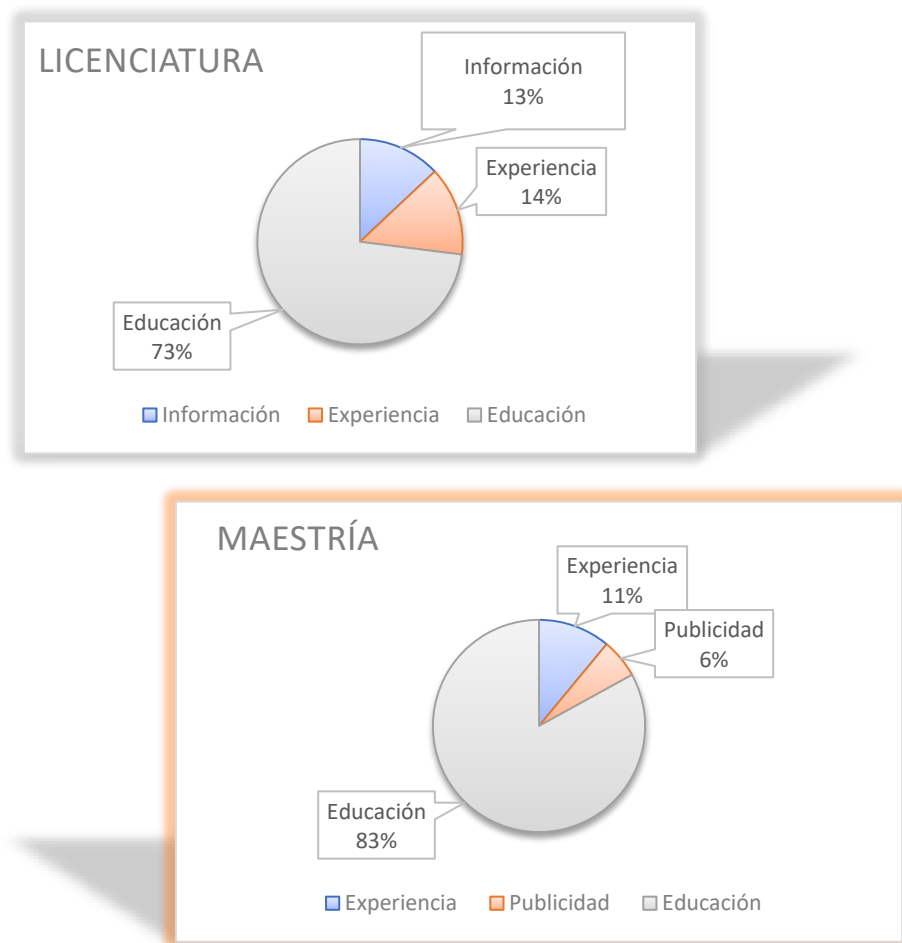 LICENCIATURA
Información
13%
Experiencia
14%
Educación
73%
Información Experiencia Educación
MAESTRÍA
Experiencia
11%
Publicidad
6%
Educación
83%
Experiencia Publicidad Educación